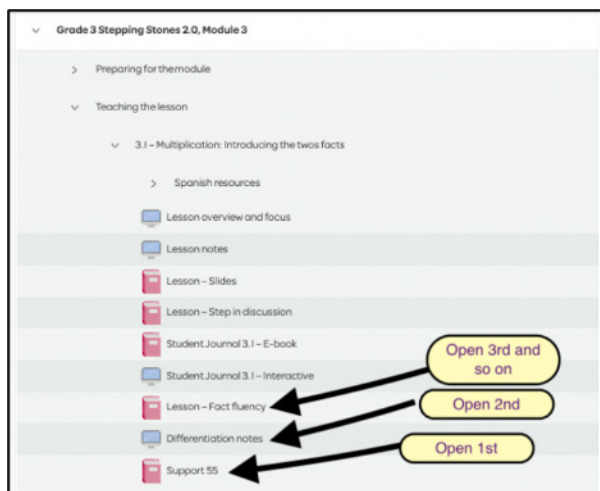 Grade 3 Stepping Stones 2.0, Module 3
Preparing for the module
Teaching the lesson
3.1 – Multiplication: Introducing the twos facts
Spanish resources
Lesson overview and focus
Lesson notes
Lesson – Slides
Lesson – Step in discussion
Student Journal 3.1 – E-book
Student Journal 3.1 – Interactive
Lesson – Fact fluency
Differentiation notes
Support 55
Open 3rd and
so on
Open 2nd
Open 1st